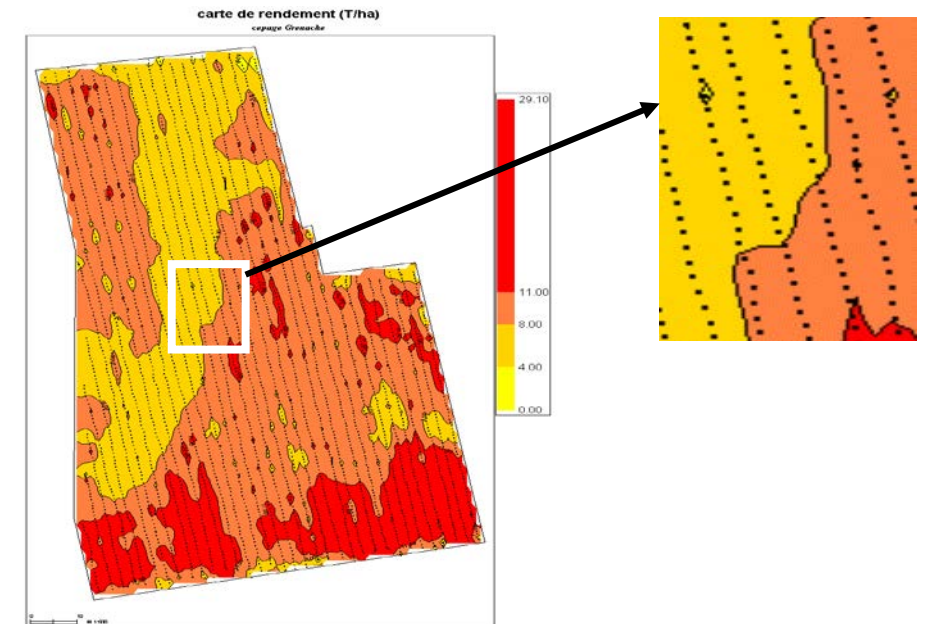 carte de rendement (T/ha)
cepage Grenache
29.10
11.00
8.00
4.00
0.00